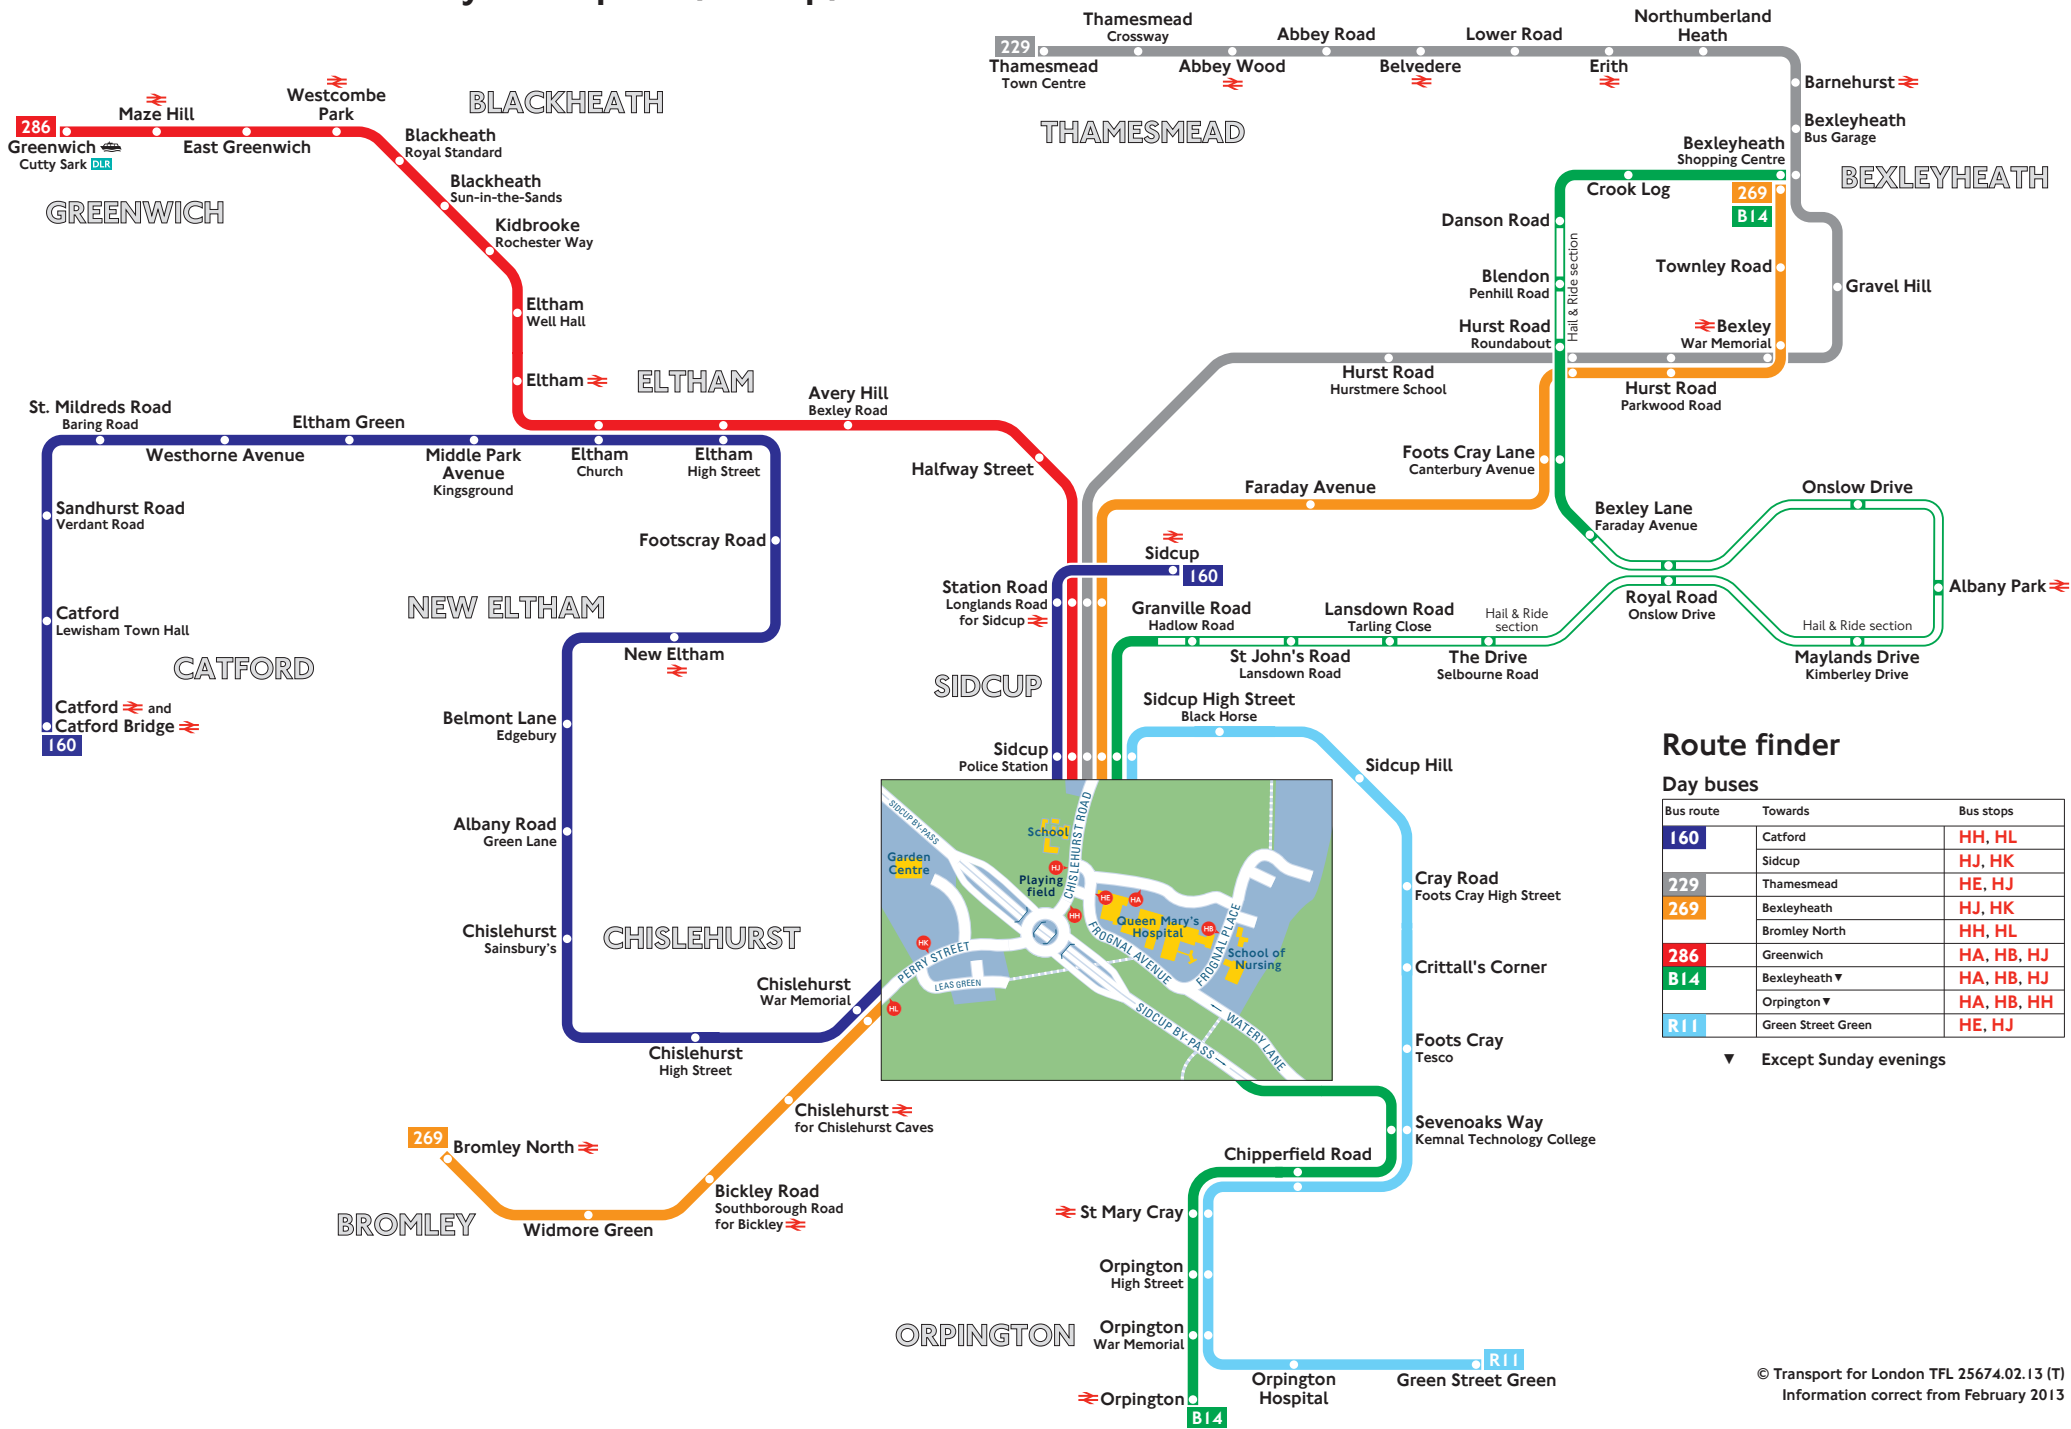 229
Thamesmead
Town Centre
Thamesmead
Crossway
Abbey Wood
Abbey Road
Belvedere
Lower Road
Erith
Northumberland
Heath
Barnehurst
Bexleyheath
Bus Garage
Bexleyheath
Shopping Centre
THAMESMEAD
BEXLEYHEATH
286
Greenwich
Cutty Sark DLR
Maze Hill
East Greenwich
Westcombe
Park
BLACKHEATH
Blackheath
Royal Standard
Blackheath
Sun-in-the-Sands
GREENWICH
Kidbrooke
Rochester Way
Eltham
Well Hall
Eltham
ELTHAM
Avery Hill
Bexley Road
Halfway Street
Crook Log
269
B14
Danson Road
Hail & Ride section
Townley Road
Blendon
Penhill Road
Gravel Hill
Hurst Road
Roundabout
Bexley
War Memorial
Hurst Road
Hurstmere School
Hurst Road
Parkwood Road
Foots Cray Lane
Canterbury Avenue
Faraday Avenue
Bexley Lane
Faraday Avenue
Onslow Drive
Albany Park
Royal Road
Onslow Drive
Hail & Ride section
Maylands Drive
Kimberley Drive
St. Mildreds Road
Baring Road
Westhorne Avenue
Eltham Green
Middle Park
Avenue
Kingsground
Eltham
Church
Eltham
High Street
Sandhurst Road
Verdant Road
Footscray Road
Catford
Lewisham Town Hall
NEW ELTHAM
New Eltham
CATFORD
Catford and
Catford Bridge
160
Belmont Lane
Edgebury
Albany Road
Green Lane
Chislehurst
Sainsbury's
CHISLEHURST
Chislehurst
War Memorial
Chislehurst
High Street
Sidcup
160
Station Road
Longlands Road
for Sidcup
Granville Road
Hadlow Road
St John's Road
Lansdown Road
Lansdown Road
Tarling Close
The Drive
Selbourne Road
Hail & Ride
section
SIDCUP
Sidcup
Police Station
Sidcup High Street
Black Horse
Sidcup Hill
Cray Road
Foots Cray High Street
Crittall's Corner
Foots Cray
Tesco
Sevenoaks Way
Kemnal Technology College
SIDCUP BY-PASS
Garden
Centre
School
Playing
field
CHISLEHURST ROAD
HJ
HH
HE
HA
HB
HK
HL
Queen Mary's
Hospital
School of
Nursing
FROGNAL AVENUE
FROGNAL PLACE
PERRY STREET
LEAS GREEN
SIDCUP BY-PASS
WATERY LANE
269
Bromley North
Widmore Green
BROMLEY
Chislehurst
for Chislehurst Caves
Bickley Road
Southborough Road
for Bickley
Chipperfield Road
St Mary Cray
Orpington
High Street
ORPINGTON
Orpington
War Memorial
Orpington
B14
Orpington
Hospital
R11
Green Street Green
Route finder
Day buses
Bus route Towards Bus stops
160 Catford HH, HL
Sidcup HJ, HK
229 Thamesmead HE, HJ
269 Bexleyheath HJ, HK
Bromley North HH, HL
286 Greenwich HA, HB, HJ
B14 Bexleyheath▼ HA, HB, HJ
Orpington▼ HA, HB, HH
R11 Green Street Green HE, HJ
▼ Except Sunday evenings
© Transport for London TFL 25674.02.13 (T)
Information correct from February 2013